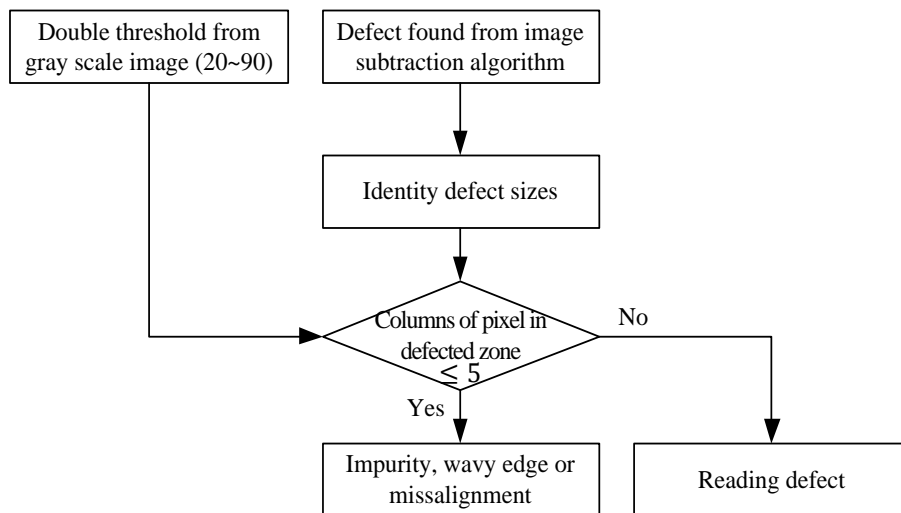 Double threshold from
gray scale image (20~90)
Defect found from image
subtraction algorithm
Identity defect sizes
Columns of pixel in
defected zone
≤ 5
No
Yes
Impurity, wavy edge or
missalignment
Reading defect